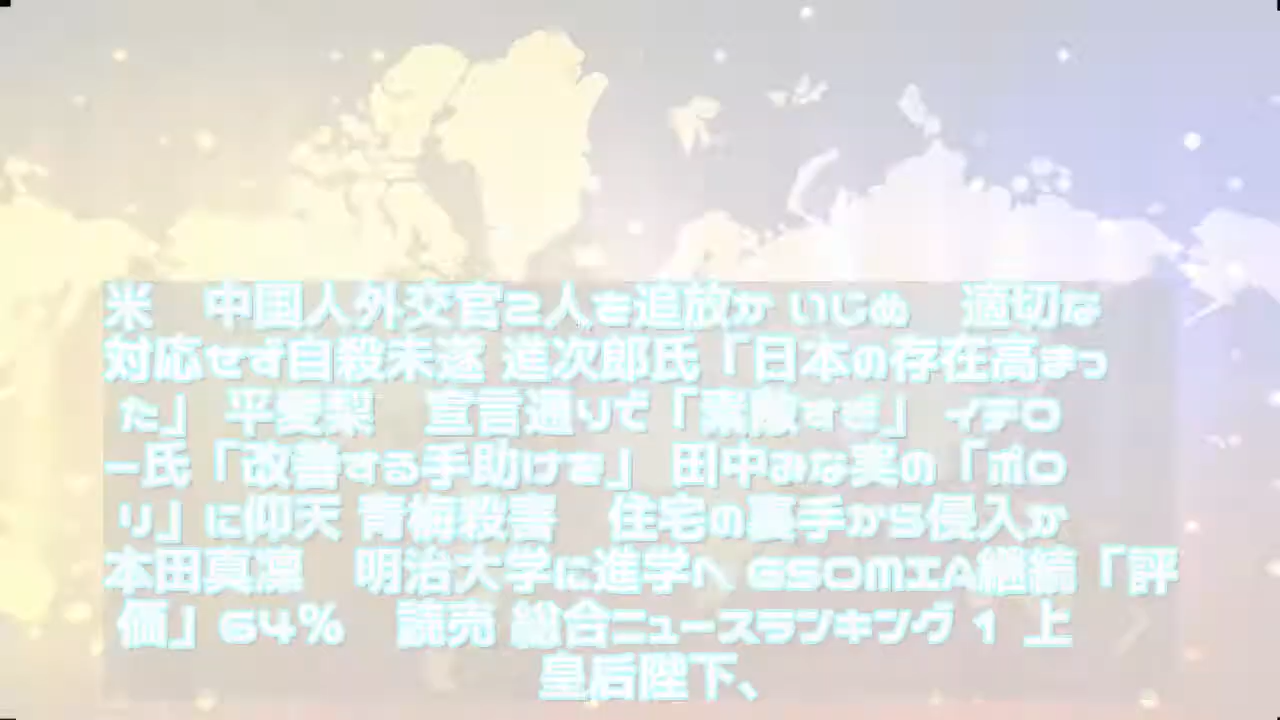 米　中国人外交官2人を追放か いじめ　適切な
対応せず自殺未遂 進次郎氏「日本の存在高まっ
た」 平愛梨　宣言通りで「素敵すぎ」 イチロ
ー氏「改善する手助けを」 田中みな実の「ポロ
リ」に仰天 青梅殺害　住宅の裏手から侵入か
本田真凜　明治大学に進学へ GSOMIA継続「評
価」64％　読売 総合ニュースランキング 1 上
皇后陛下、